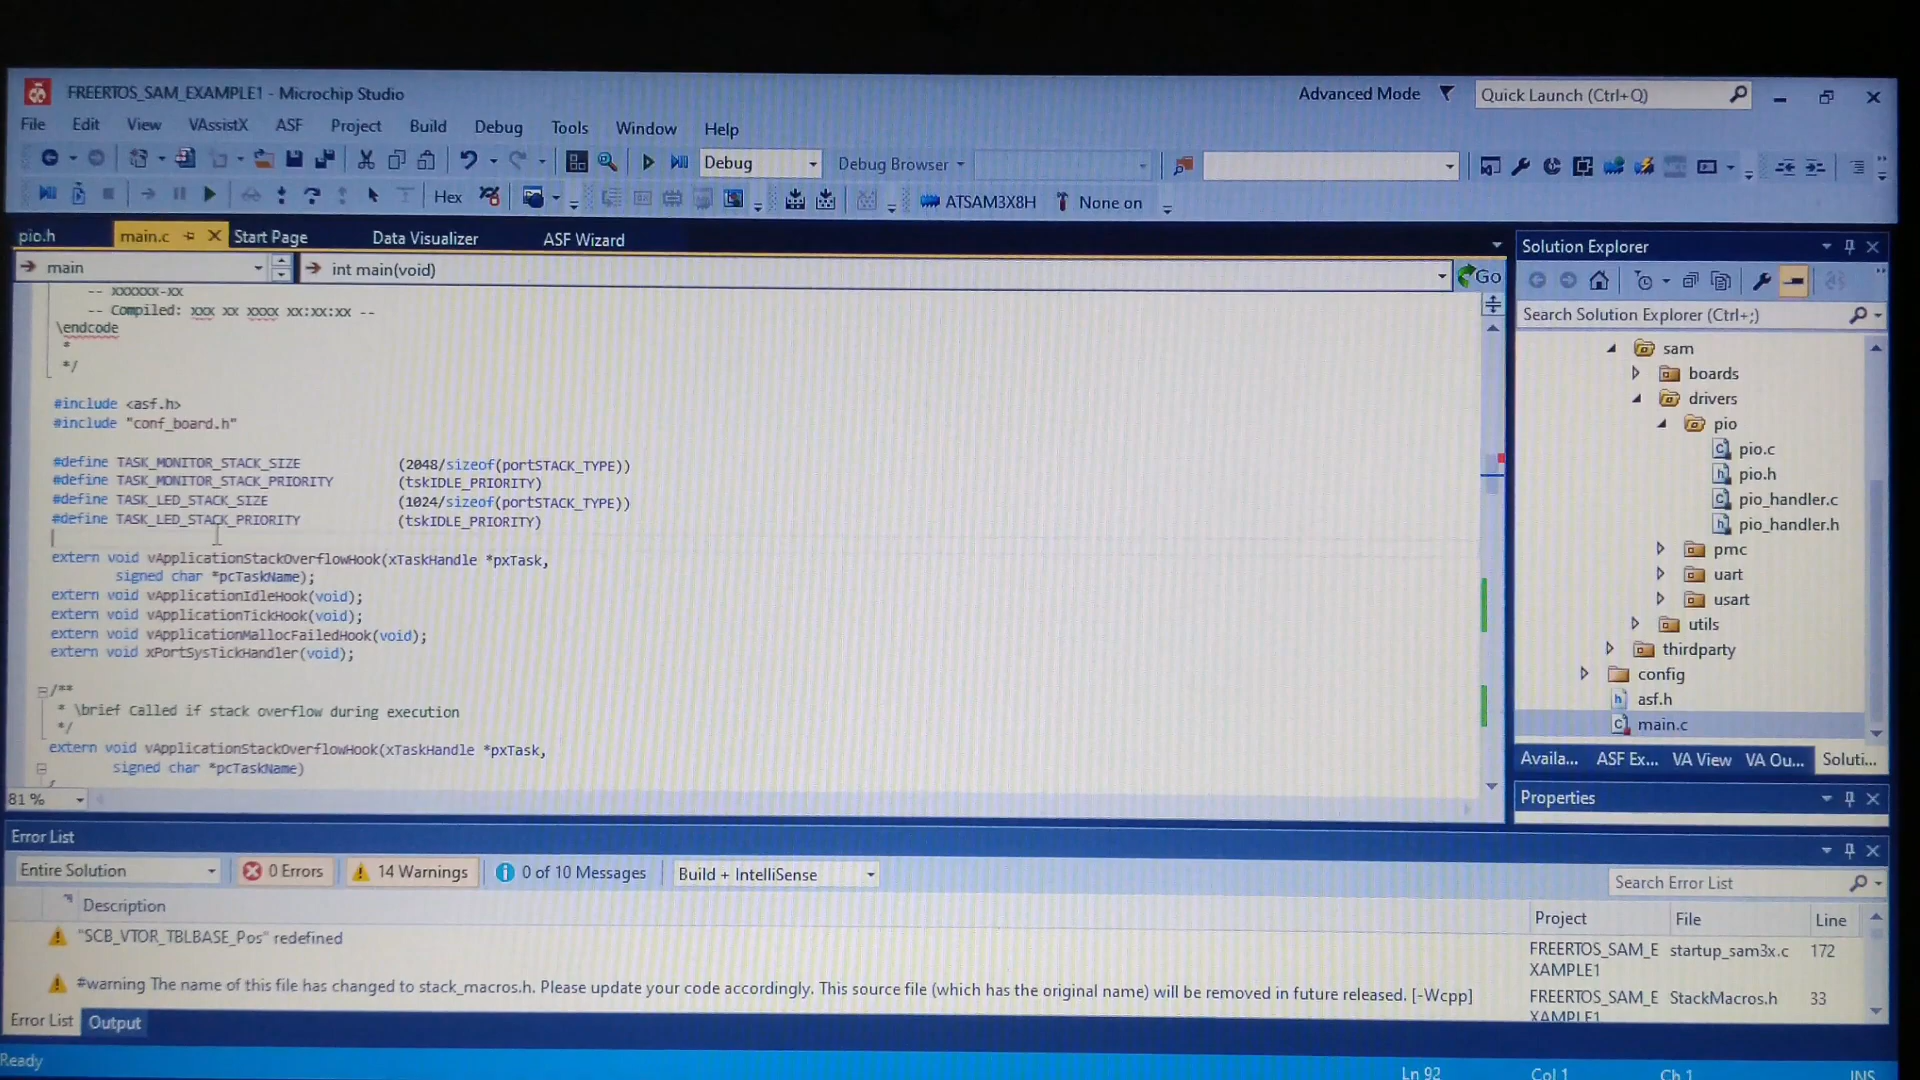 FREERTOS_SAM_EXAMPLE1 - Microchip Studio
Advanced Mode
Quick Launch (Ctrl+Q)
File Edit View VAssistX ASF Project Build Debug Tools Window Help
Debug
Debug Browser
Hex
ATSAM3X8H
None on
pio.h
main.c
Start Page
Data Visualizer
ASF Wizard
main
int main(void)
Go
-- xxxxxx-xx
-- Compiled: xxx xx xxxx xx:xx:xx --
\endcode
*
*/
#include <asf.h>
#include "conf_board.h"
#define TASK_MONITOR_STACK_SIZE (2048/sizeof(portSTACK_TYPE))
#define TASK_MONITOR_STACK_PRIORITY (tskIDLE_PRIORITY)
#define TASK_LED_STACK_SIZE (1024/sizeof(portSTACK_TYPE))
#define TASK_LED_STACK_PRIORITY (tskIDLE_PRIORITY)
extern void vApplicationStackOverflowHook(xTaskHandle *pxTask,
signed char *pcTaskName);
extern void vApplicationIdleHook(void);
extern void vApplicationTickHook(void);
extern void vApplicationMallocFailedHook(void);
extern void xPortSysTickHandler(void);
/**
* \brief Called if stack overflow during execution
*/
extern void vApplicationStackOverflowHook(xTaskHandle *pxTask,
signed char *pcTaskName)
81 %
Solution Explorer
Search Solution Explorer (Ctrl+;)
sam
boards
drivers
pio
pio.c
pio.h
pio_handler.c
pio_handler.h
pmc
uart
usart
utils
thirdparty
config
asf.h
main.c
Availa... ASF Ex... VA View VA Ou... Soluti...
Properties
Error List
Entire Solution
0 Errors
14 Warnings
0 of 10 Messages
Build + IntelliSense
Search Error List
Description Project File Line
"SCB_VTOR_TBLBASE_Pos" redefined FREERTOS_SAM_E startup_sam3x.c 172
XAMPLE1
#warning The name of this file has changed to stack_macros.h. Please update your code accordingly. This source file (which has the original name) will be removed in future released. [-Wcpp] FREERTOS_SAM_E StackMacros.h 33
XAMPLE1
Error List
Output
Ready
Ln 92
Col 1
Ch 1
INS